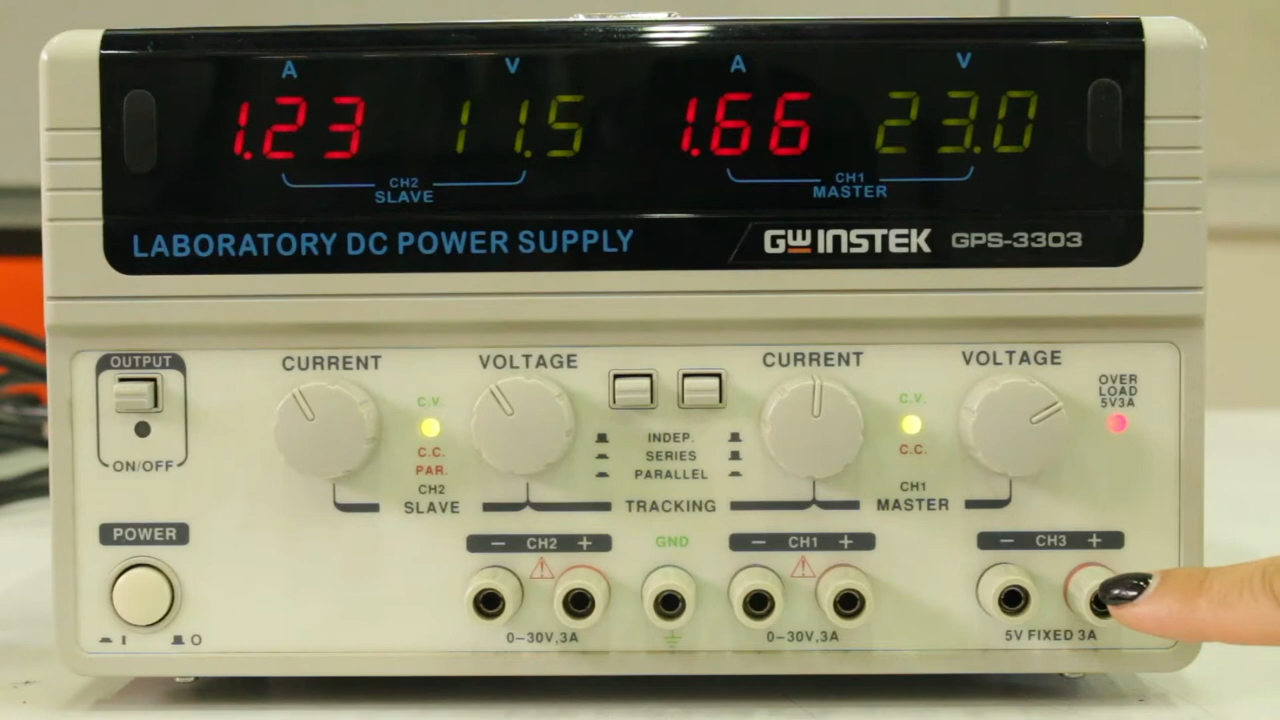 A V A V
1.23 11.5 1.66 23.0
CH2 CH1
SLAVE MASTER
LABORATORY DC POWER SUPPLY GW INSTEK GPS-3303
OUTPUT CURRENT VOLTAGE CURRENT VOLTAGE
OVER
LOAD
5V3A
C.V. C.V.
ON/OFF
INDEP.
C.C. SERIES C.C.
PAR. PARALLEL
CH2 CH1
SLAVE TRACKING MASTER
POWER
− CH2 + GND − CH1 + − CH3 +
I O 0–30V,3A 0–30V,3A 5V FIXED 3A